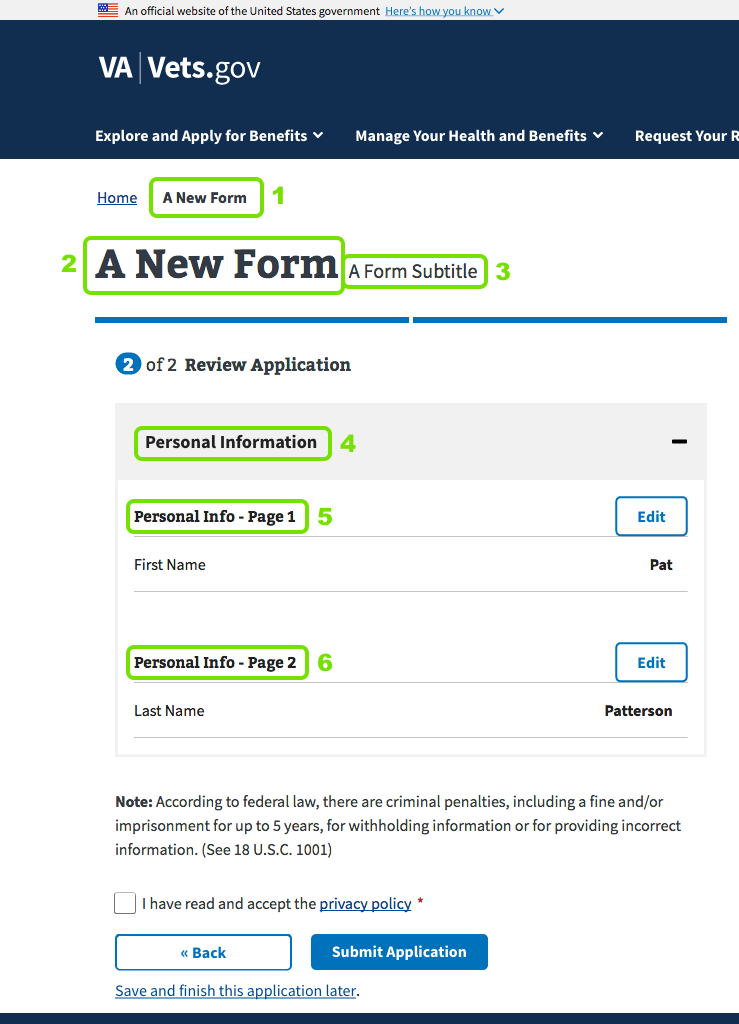 An official website of the United States government Here's how you know
VA | Vets.gov
Explore and Apply for Benefits Manage Your Health and Benefits Request Your R
Home A New Form 1
2 A New Form A Form Subtitle 3
2 of 2 Review Application
Personal Information 4
Personal Info - Page 1 5 Edit
First Name Pat
Personal Info - Page 2 6 Edit
Last Name Patterson
Note: According to federal law, there are criminal penalties, including a fine and/or
imprisonment for up to 5 years, for withholding information or for providing incorrect
information. (See 18 U.S.C. 1001)
I have read and accept the privacy policy *
« Back Submit Application
Save and finish this application later.